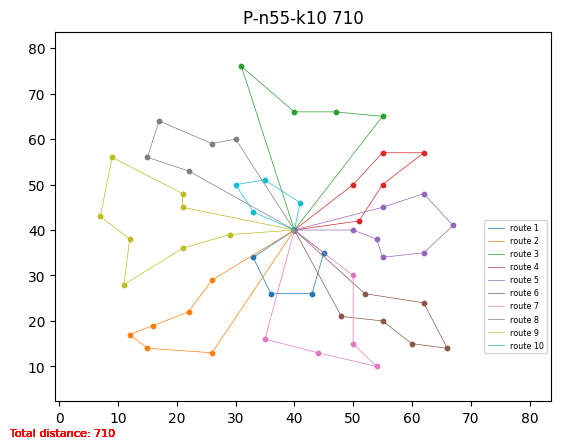 P-n55-k10 710
80
70
60
50
40
30
20
10
0 10 20 30 40 50 60 70 80
route 1
route 2
route 3
route 4
route 5
route 6
route 7
route 8
route 9
route 10
Total distance: 710